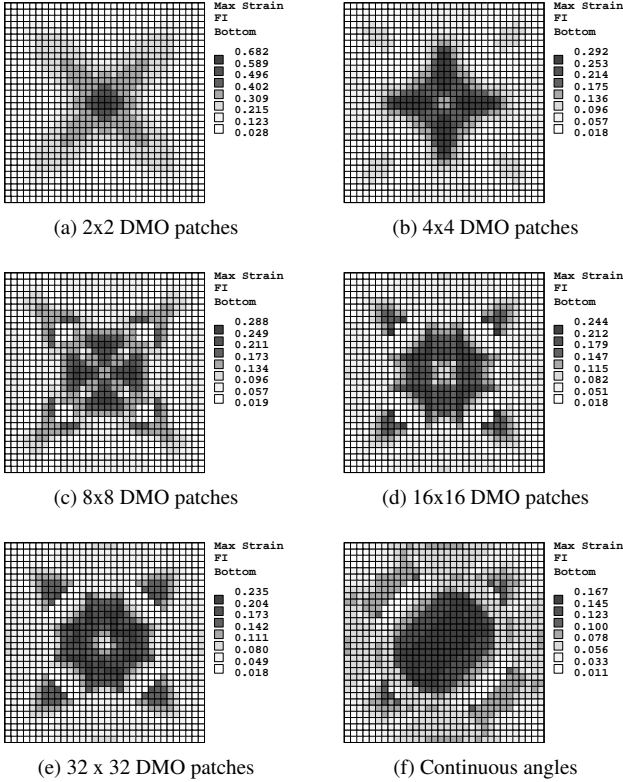 Max Strain
FI
Bottom
0.682
0.589
0.496
0.402
0.309
0.215
0.123
0.028
(a) 2x2 DMO patches
Max Strain
FI
Bottom
0.292
0.253
0.214
0.175
0.136
0.096
0.057
0.018
(b) 4x4 DMO patches
Max Strain
FI
Bottom
0.288
0.249
0.211
0.173
0.134
0.096
0.057
0.019
(c) 8x8 DMO patches
Max Strain
FI
Bottom
0.244
0.212
0.179
0.147
0.115
0.082
0.051
0.018
(d) 16x16 DMO patches
Max Strain
FI
Bottom
0.235
0.204
0.173
0.142
0.111
0.080
0.049
0.018
(e) 32 x 32 DMO patches
Max Strain
FI
Bottom
0.167
0.145
0.123
0.100
0.078
0.056
0.033
0.011
(f) Continuous angles